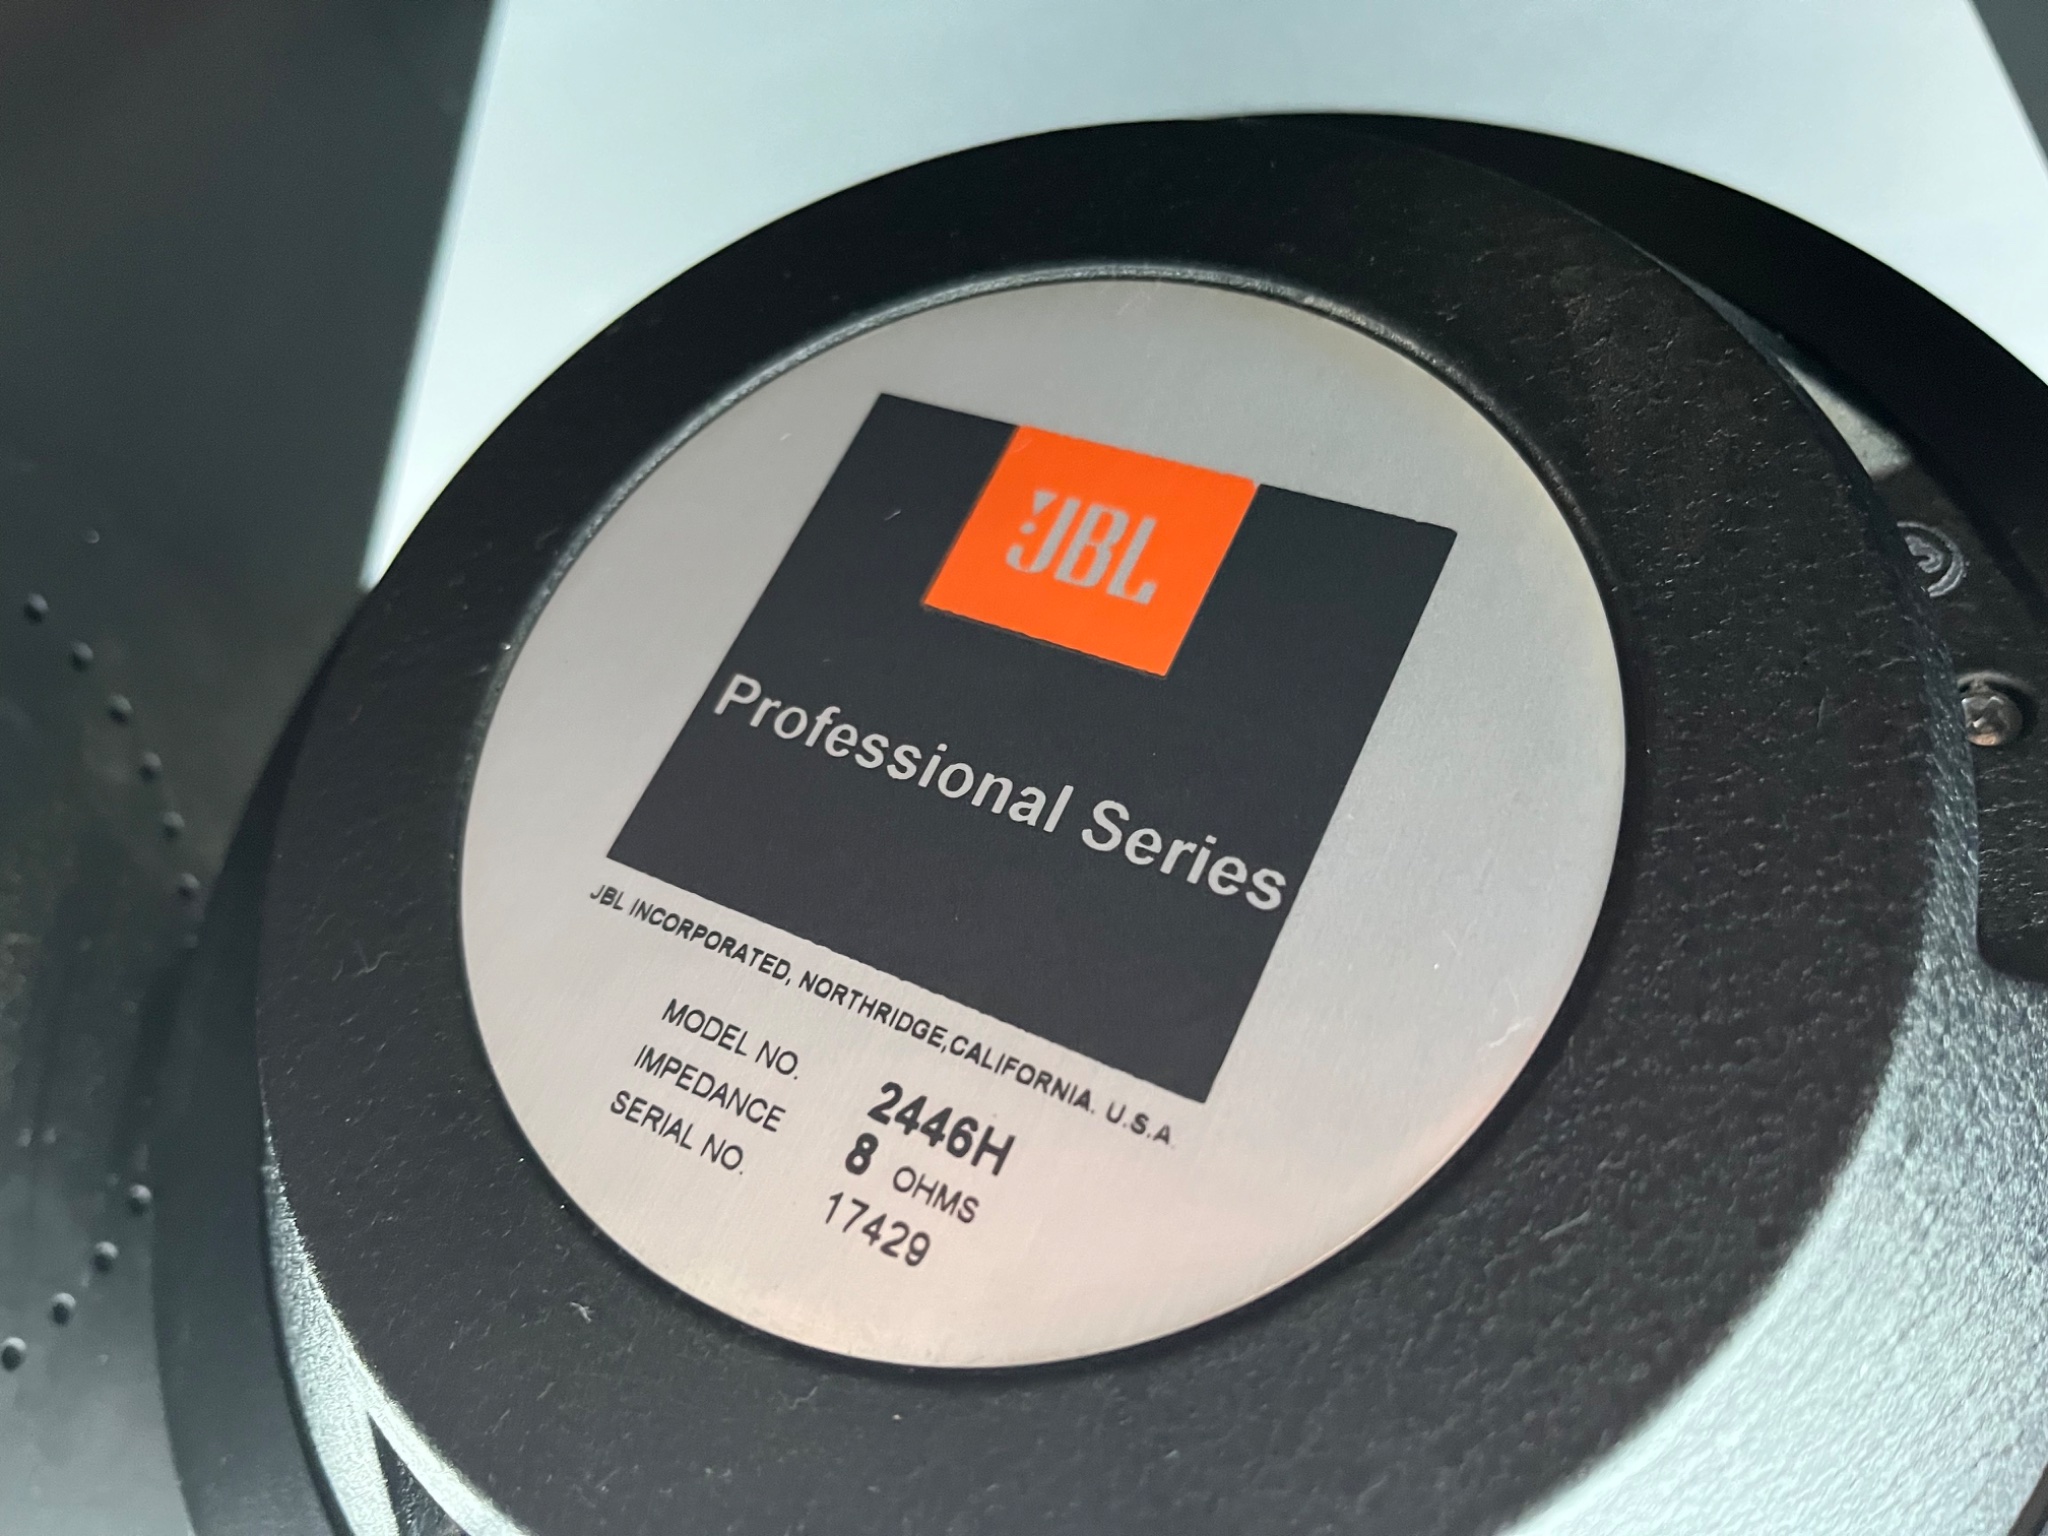 JBL
Professional Series
JBL INCORPORATED, NORTHRIDGE,CALIFORNIA. U.S.A.
MODEL NO. 2446H
IMPEDANCE 8 OHMS
SERIAL NO. 17429